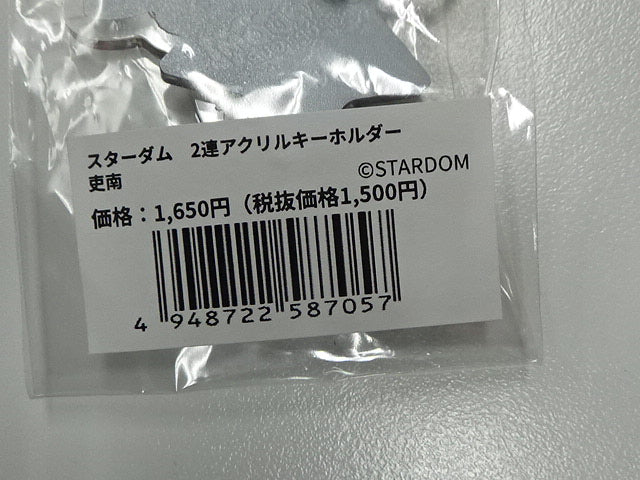 スターダム　2連アクリルキーホルダー
吏南
©STARDOM
価格：1,650円（税抜価格1,500円）
4 948722 587057